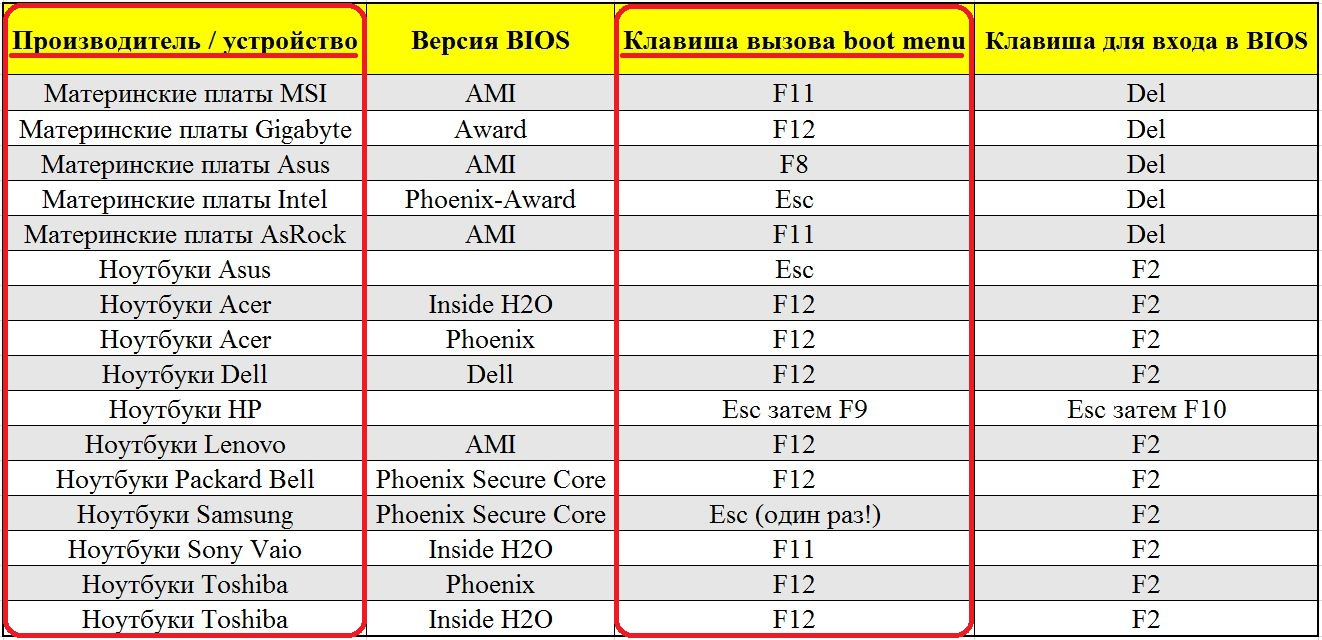 Производитель / устройство Версия BIOS Клавиша вызова boot menu Клавиша для входа в BIOS
Материнские платы MSI AMI F11 Del
Материнские платы Gigabyte Award F12 Del
Материнские платы Asus AMI F8 Del
Материнские платы Intel Phoenix-Award Esc Del
Материнские платы AsRock AMI F11 Del
Ноутбуки Asus Esc F2
Ноутбуки Acer Inside H2O F12 F2
Ноутбуки Acer Phoenix F12 F2
Ноутбуки Dell Dell F12 F2
Ноутбуки HP Esc затем F9 Esc затем F10
Ноутбуки Lenovo AMI F12 F2
Ноутбуки Packard Bell Phoenix Secure Core F12 F2
Ноутбуки Samsung Phoenix Secure Core Esc (один раз!) F2
Ноутбуки Sony Vaio Inside H2O F11 F2
Ноутбуки Toshiba Phoenix F12 F2
Ноутбуки Toshiba Inside H2O F12 F2